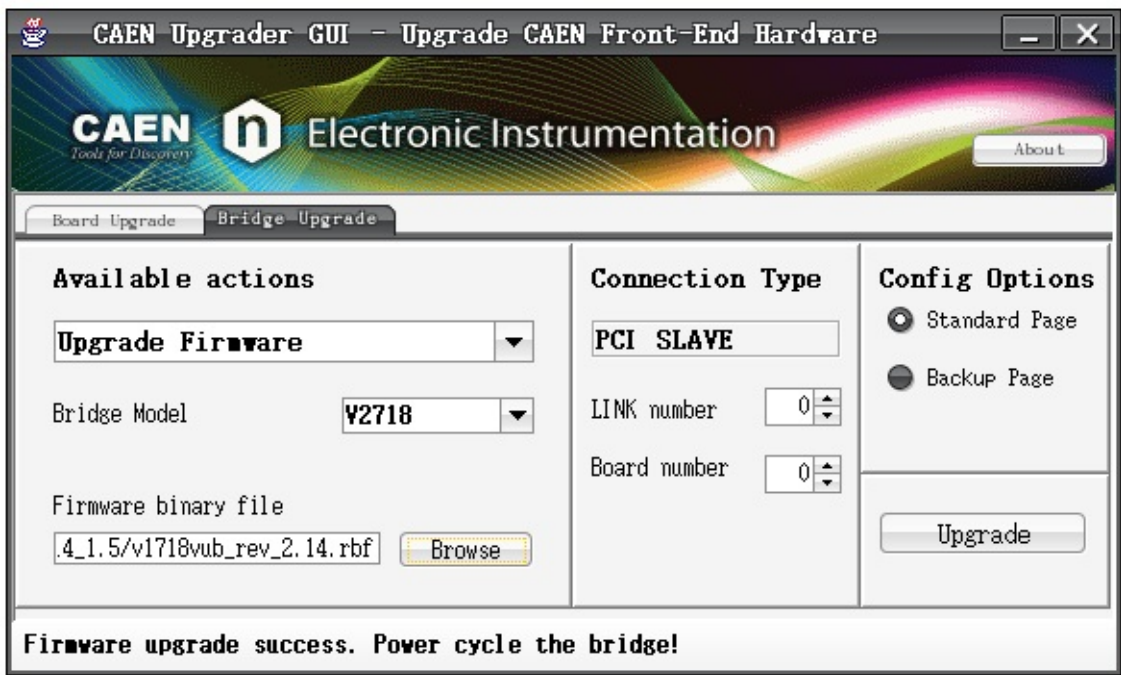 CAEN Upgrader GUI - Upgrade CAEN Front-End Hardware
CAEN n Electronic Instrumentation
Tools for Discovery
About
Board Upgrade
Bridge Upgrade
Available actions
Upgrade Firmware
Bridge Model
V2718
Firmware binary file
.4_1.5/v1718vub_rev_2.14.rbf
Browse
Connection Type
PCI SLAVE
LINK number
0
Board number
0
Config Options
Standard Page
Backup Page
Upgrade
Firmware upgrade success. Power cycle the bridge!